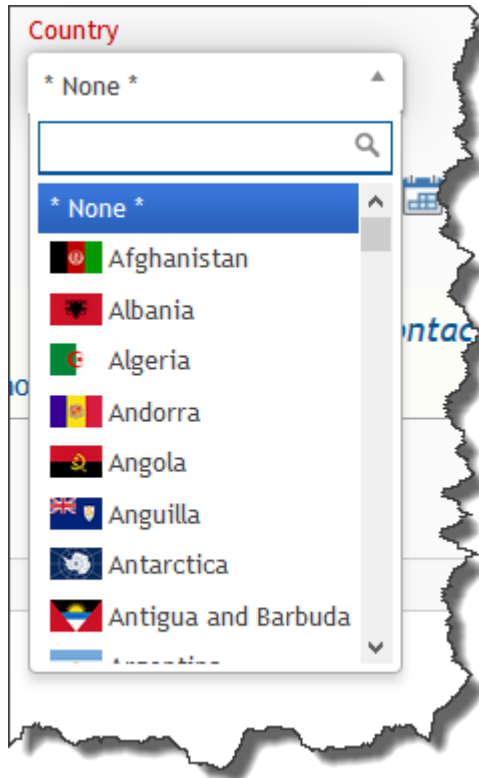 Country
* None *
* None *
Afghanistan
Albania
Algeria
Andorra
Angola
Anguilla
Antarctica
Antigua and Barbuda